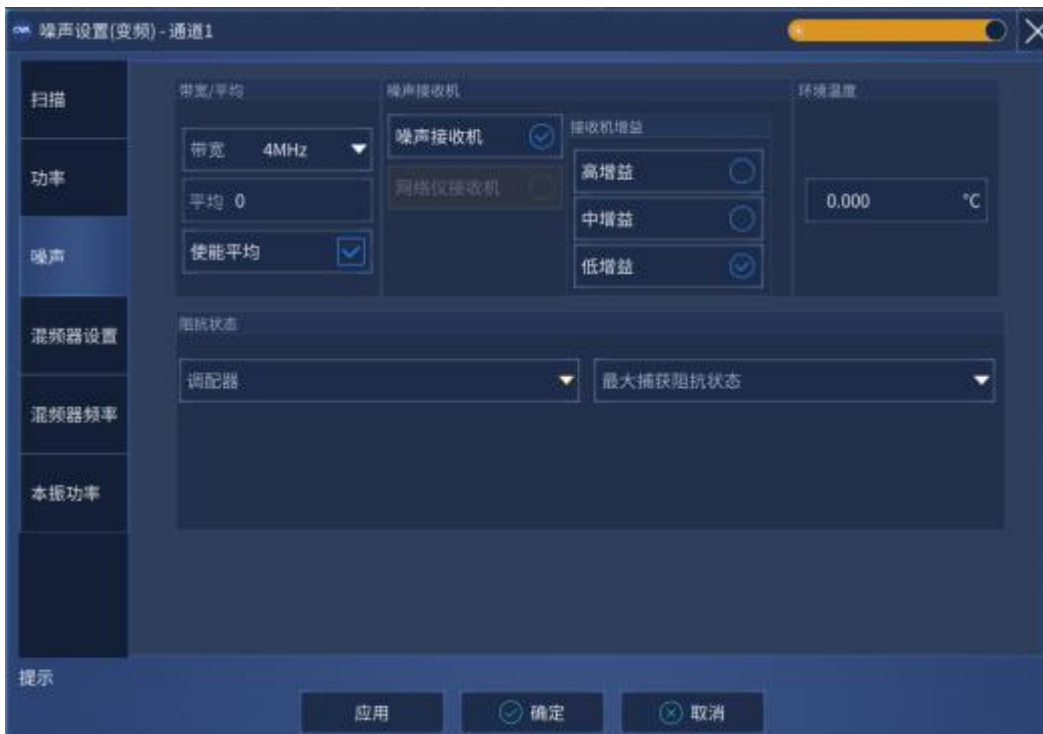 噪声设置(变频) - 通道1
扫描
功率
噪声
混频器设置
混频器频率
本振功率
带宽/平均
带宽 4MHz
平均 0
使能平均
噪声接收机
噪声接收机
网络仪接收机
接收机增益
高增益
中增益
低增益
环境温度
0.000 °C
阻抗状态
调配器
最大捕获阻抗状态
提示
应用
确定
取消